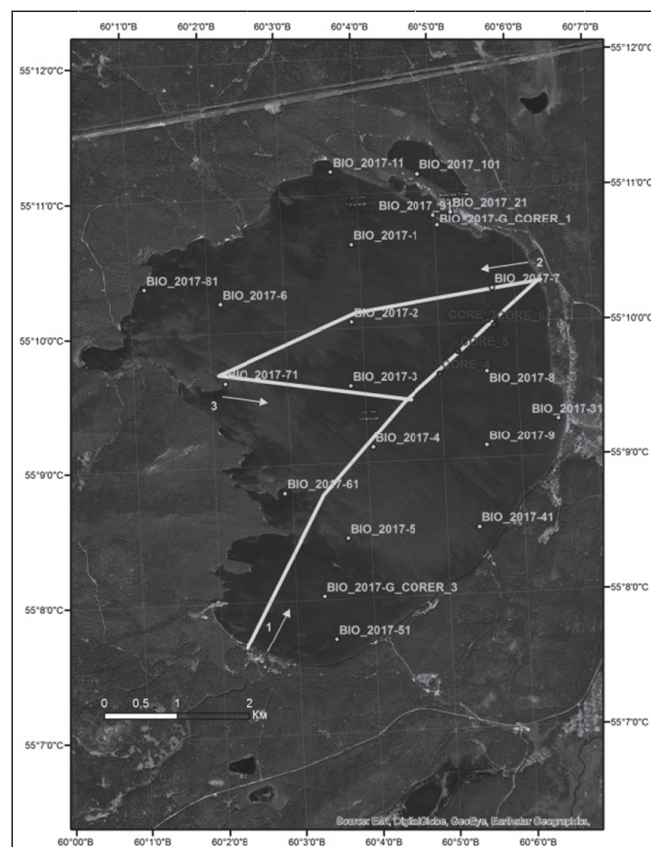 60°1'0"В 60°2'0"В 60°4'0"В 60°5'0"В 60°6'0"В 60°7'0"В
55°12'0"С 55°12'0"С
BIO_2017-11 BIO_2017_101
55°11'0"С BIO_2017_21 55°11'0"С
BIO_2017-G_CORER_1
BIO_2017-1
2
BIO_2017-81 BIO_2017-7
BIO_2017-6
BIO_2017-2
55°10'0"С 55°10'0"С
BIO_2017-71 BIO_2017-3 BIO_2017-8
3
BIO_2017-31
BIO_2017-4 BIO_2017-9
55°9'0"С 55°9'0"С
BIO_2017-61
BIO_2017-5 BIO_2017-41
BIO_2017-G_CORER_3 55°8'0"С
55°8'0"С
1
BIO_2017-51
0 0,5 1 2
Км
55°7'0"С 55°7'0"С
Source: Esri, DigitalGlobe, GeoEye, Earthstar Geographics,
60°0'0"В 60°1'0"В 60°2'0"В 60°3'0"В 60°4'0"В 60°5'0"В 60°6'0"В